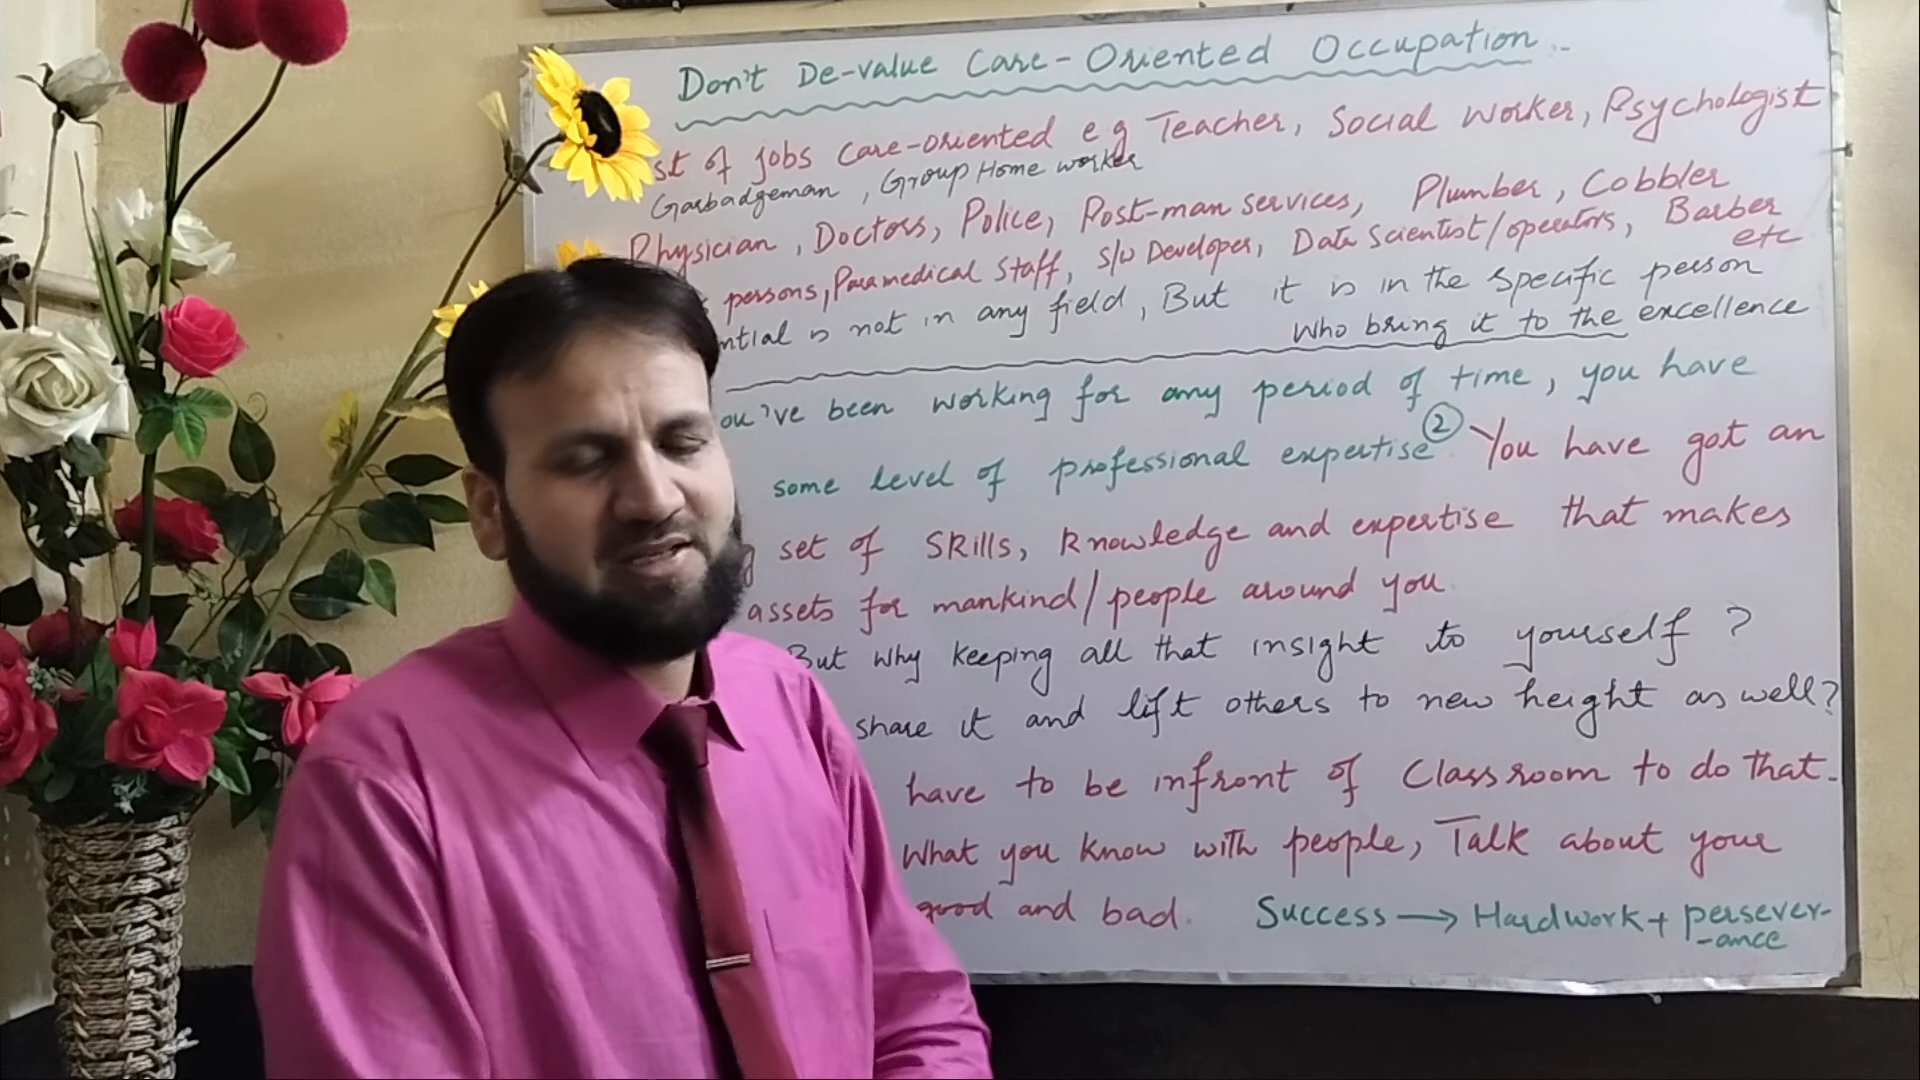 Don't De-value Care-Oriented Occupation
st of jobs care-oriented e g Teacher, Social Worker, Psychologist
Garbadgeman, Group Home worker
Physician, Doctors, Police, Post-man services, Plumber, Cobbler
persons, Paramedical Staff, s/w Developer, Data Scientist/operators, Barber
etc
ntial is not in any field, But it is in the specific person
who bring it to the excellence
ou've been working for any period of time, you have
some level of professional expertise ② You have got an
g set of SKills, Knowledge and expertise that makes
assets for mankind/people around you.
But why keeping all that insight to yourself?
share it and lift others to new height as well?
have to be infront of Classroom to do that.
What you know with people, Talk about your
good and bad. Success → Hardwork + persever-
-ance